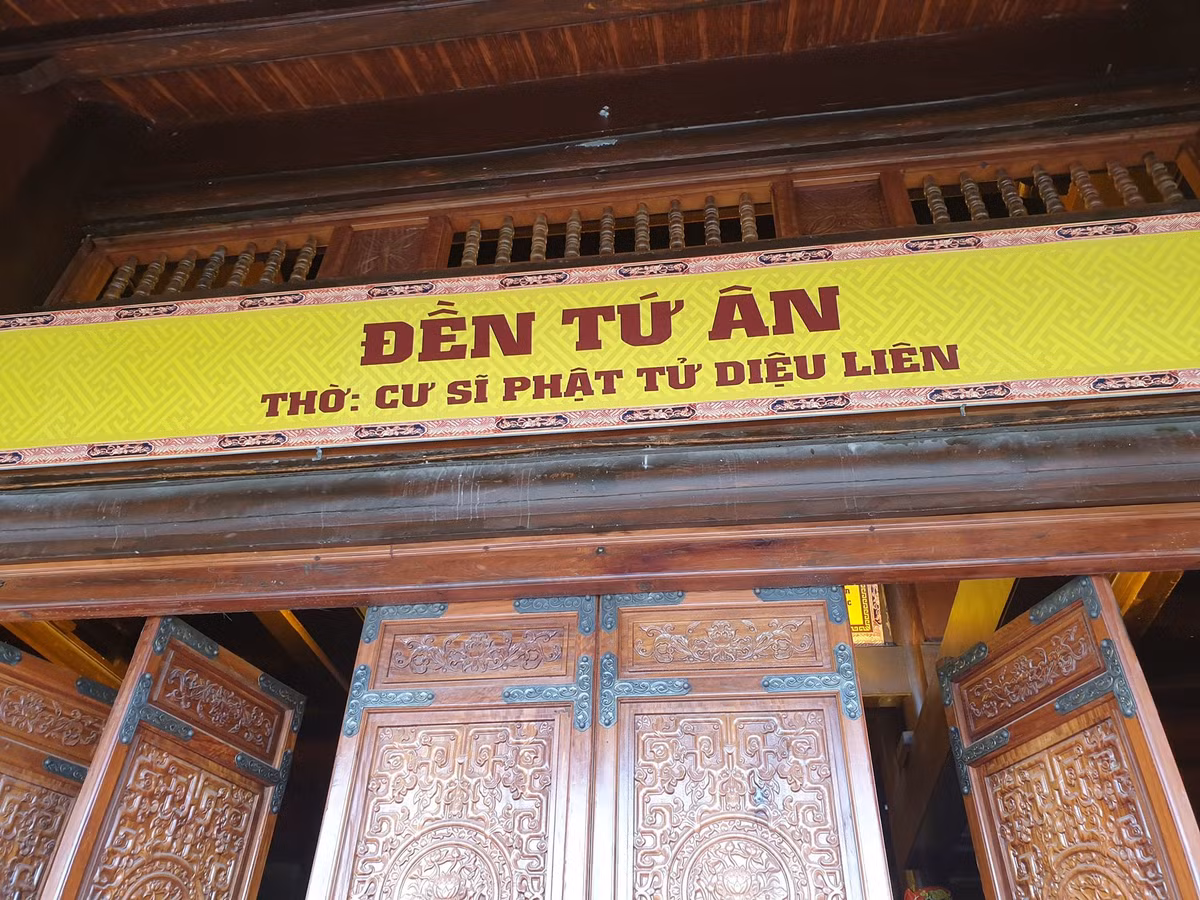 ĐỀN TỨ ÂN
THỜ: CƯ SĨ PHẬT TỬ DIỆU LIÊN